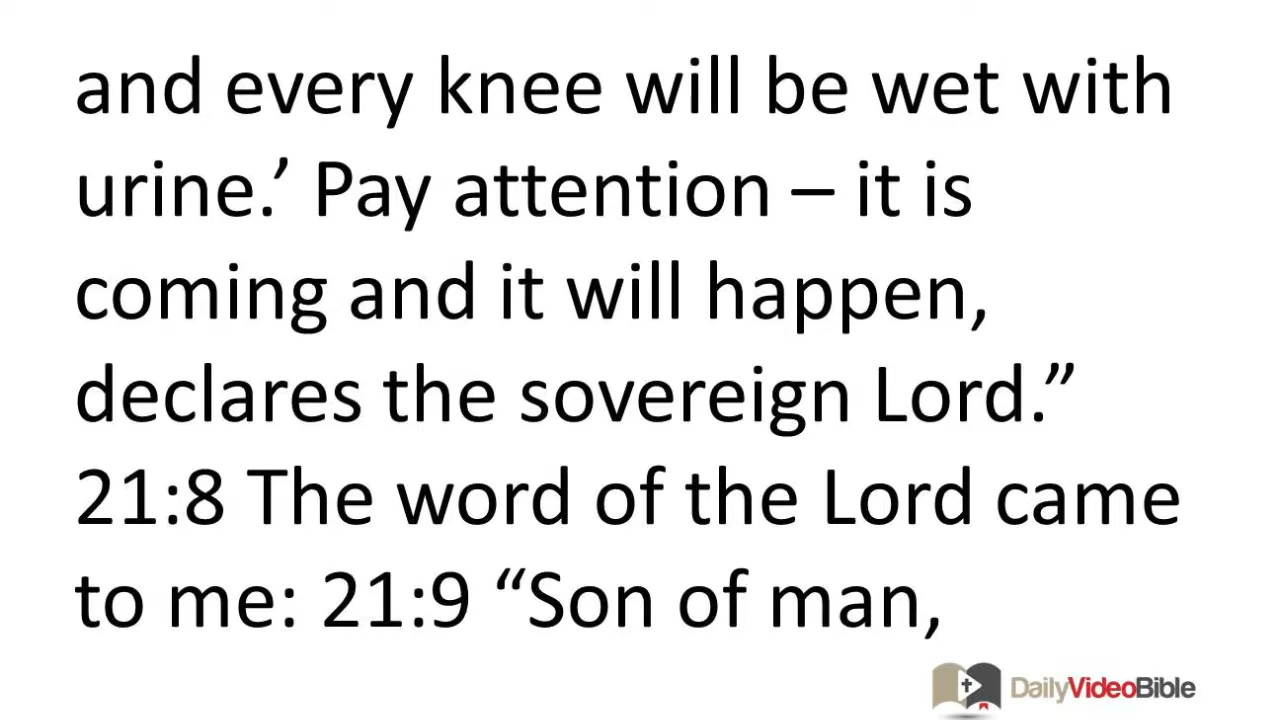 and every knee will be wet with
urine.’ Pay attention – it is
coming and it will happen,
declares the sovereign Lord.”
21:8 The word of the Lord came
to me: 21:9 “Son of man,
DailyVideoBible